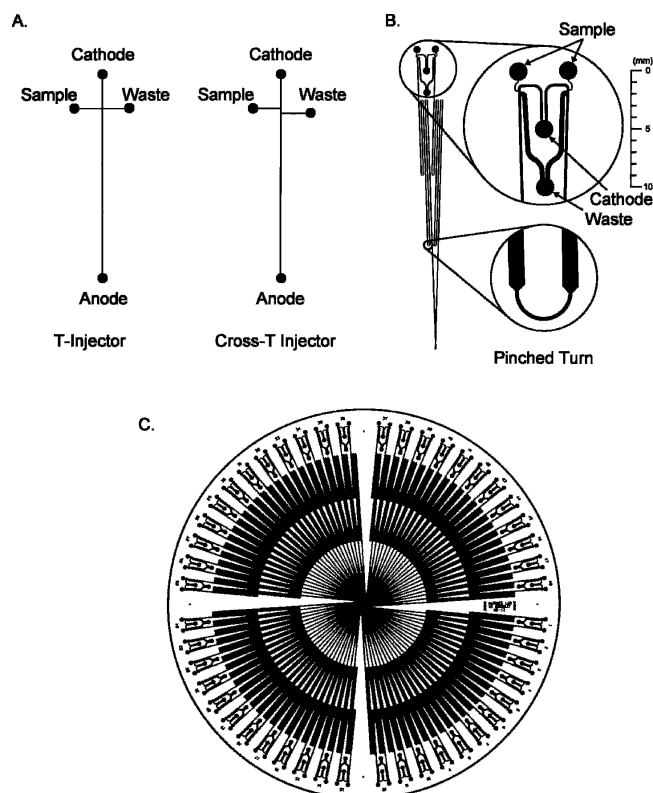 A.
Cathode
Sample
Waste
Anode
T-Injector
Cathode
Sample
Waste
Anode
Cross-T Injector
B.
Sample
(mm)
0
5
10
Cathode
Waste
Pinched Turn
C.